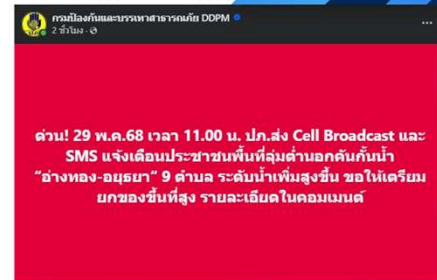 กรมป้องกันและบรรเทาสาธารณภัย DDPM
2 ชั่วโมง ·
ด่วน! 29 พ.ค.68 เวลา 11.00 น. ปภ.ส่ง Cell Broadcast และ
SMS แจ้งเตือนประชาชนพื้นที่ลุ่มต่ำนอกคันกั้นน้ำ
“อ่างทอง-อยุธยา” 9 ตำบล ระดับน้ำเพิ่มสูงขึ้น ขอให้เตรียม
ยกของขึ้นที่สูง รายละเอียดในคอมเมนต์